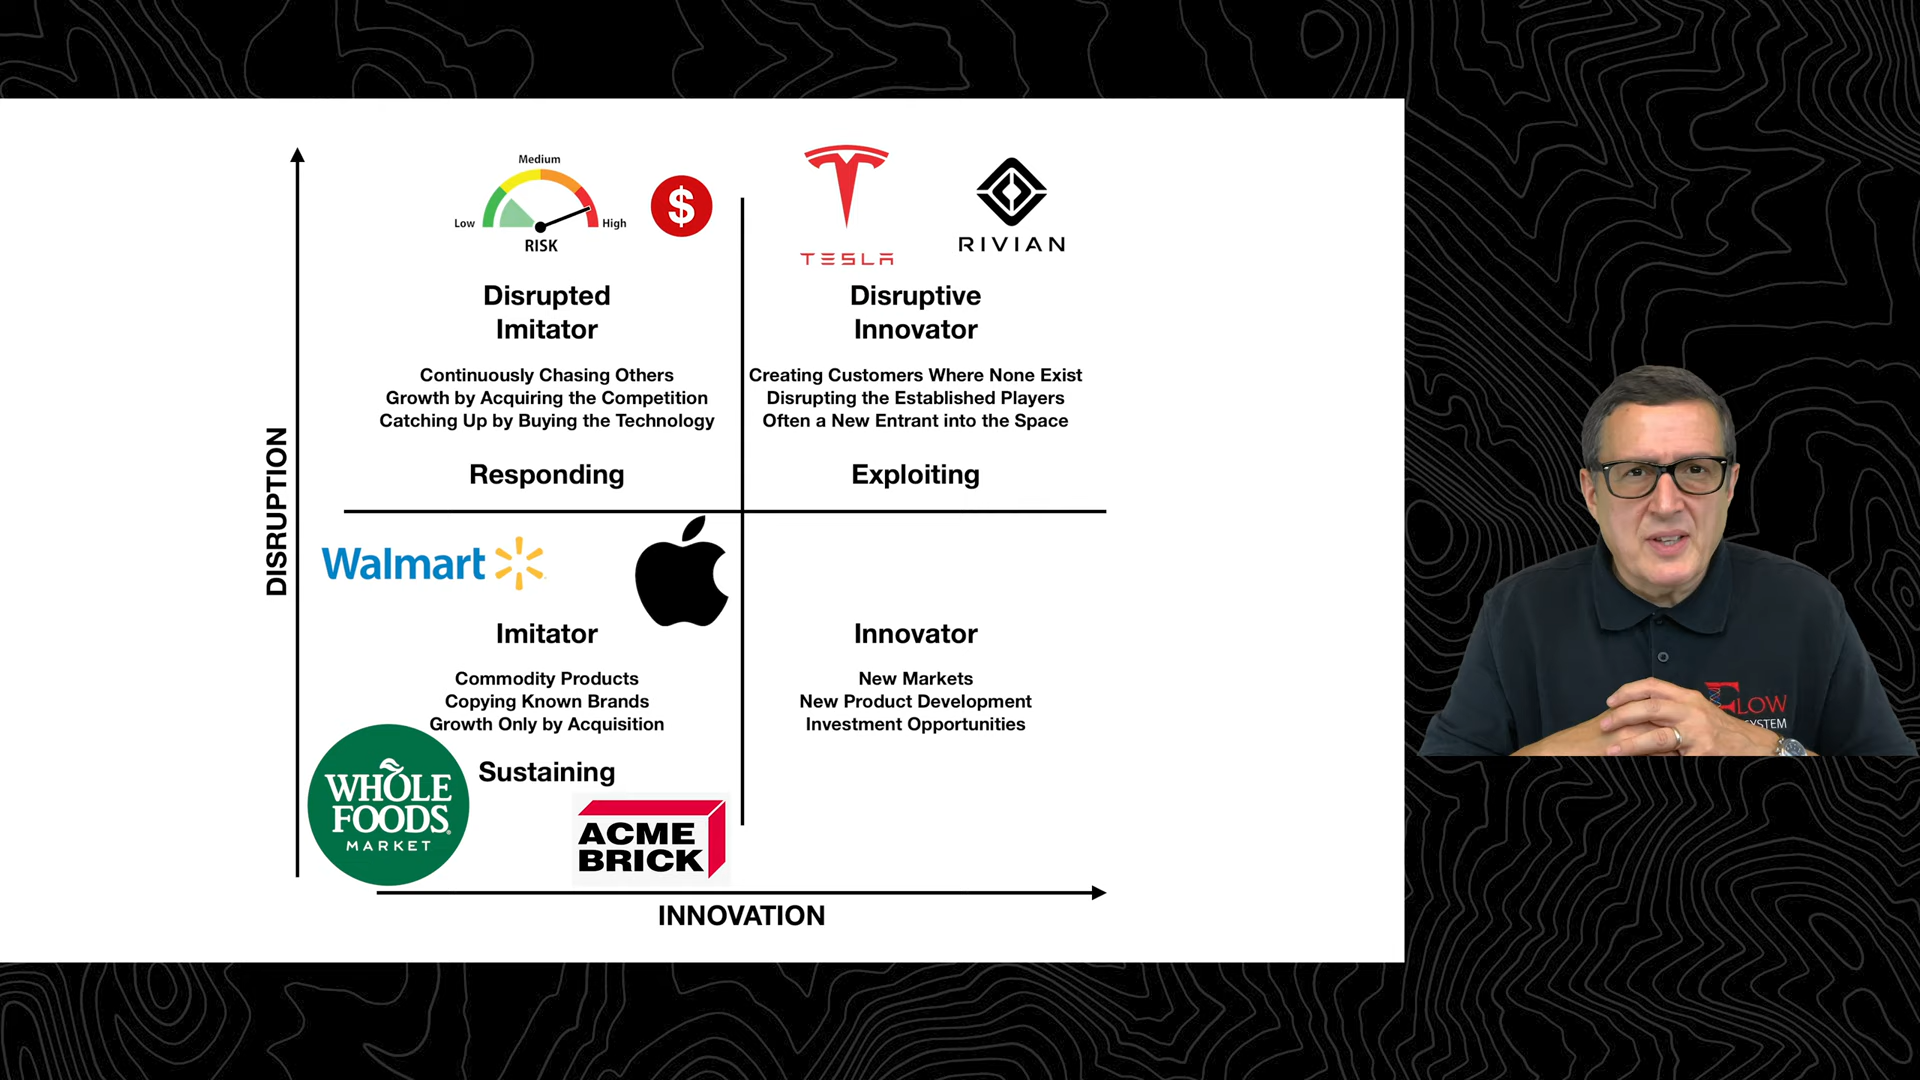 Medium
Low
High
RISK
$
TESLA
RIVIAN
Disrupted
Imitator
Continuously Chasing Others
Growth by Acquiring the Competition
Catching Up by Buying the Technology
Responding
Disruptive
Innovator
Creating Customers Where None Exist
Disrupting the Established Players
Often a New Entrant into the Space
Exploiting
DISRUPTION
Walmart
Imitator
Commodity Products
Copying Known Brands
Growth Only by Acquisition
Sustaining
WHOLE
FOODS
MARKET
ACME
BRICK
Innovator
New Markets
New Product Development
Investment Opportunities
INNOVATION
FLOW
SYSTEM